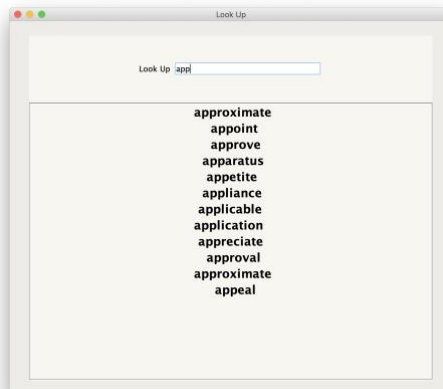 Look Up
Look Up app
approximate
appoint
approve
apparatus
appetite
appliance
applicable
application
appreciate
approval
approximate
appeal